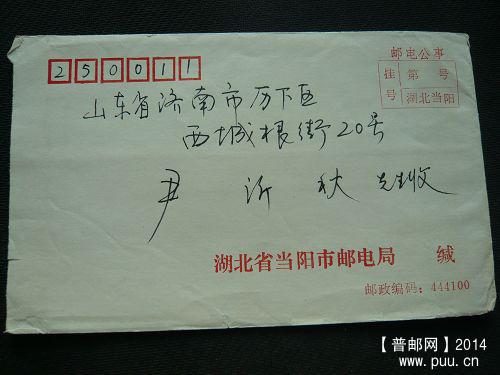 邮电公事
挂号 第 号
湖北当阳
250011
山东省济南市历下区
西城根街20号
尹 沂 秋 先生收
湖北省当阳市邮电局 缄
邮政编码：444100
【普邮网】2014
www.puu.cn